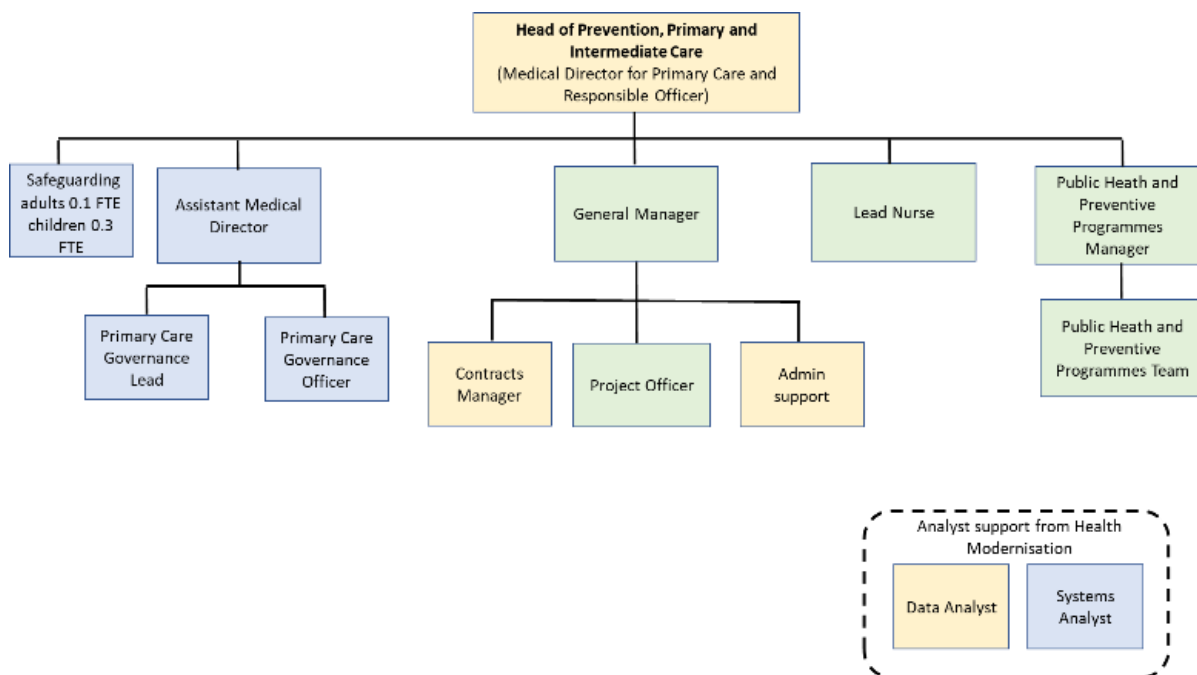 Head of Prevention, Primary and
Intermediate Care
(Medical Director for Primary Care and
Responsible Officer)
Safeguarding
adults 0.1 FTE
children 0.3
FTE
Assistant Medical
Director
General Manager
Lead Nurse
Public Heath and
Preventive
Programmes
Manager
Primary Care
Governance
Lead
Primary Care
Governance
Officer
Contracts
Manager
Project Officer
Admin
support
Public Heath and
Preventive
Programmes Team
Analyst support from Health
Modernisation
Data Analyst
Systems
Analyst